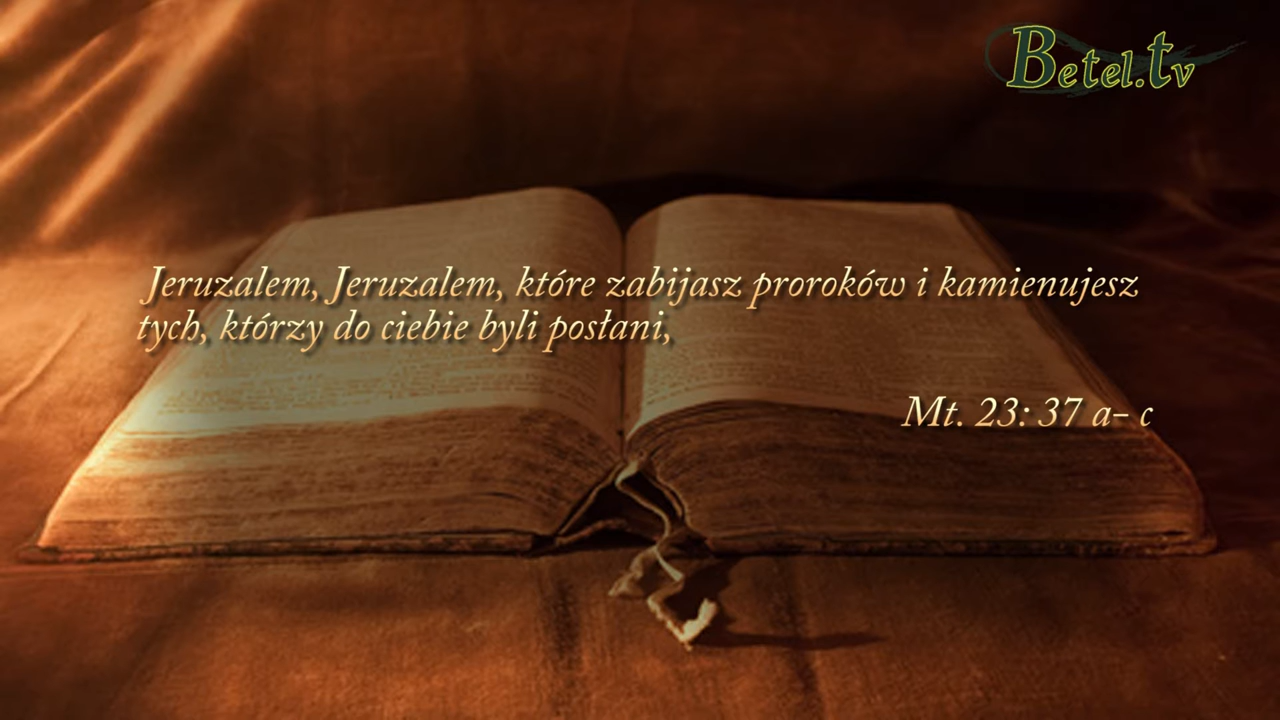 Betel.tv
Jeruzalem, Jeruzalem, które zabijasz proroków i kamienujesz
tych, którzy do ciebie byli posłani,
Mt. 23: 37 a- c